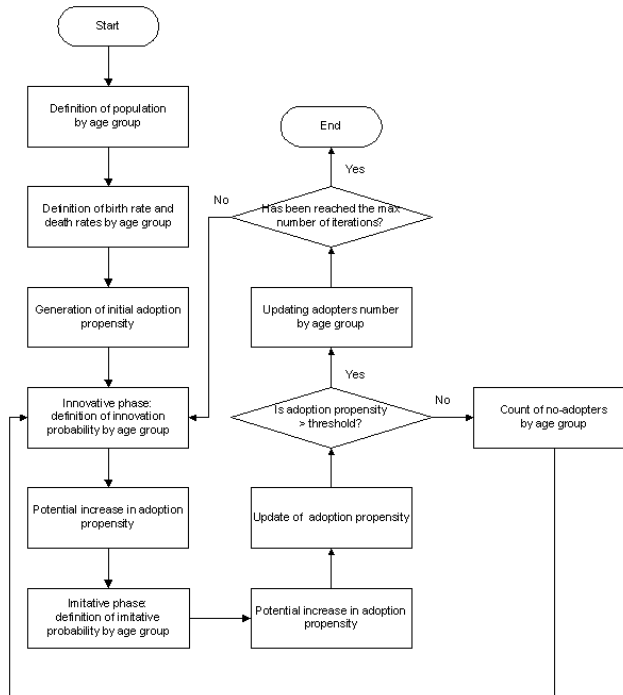 Start
Definition of population
by age group
Definition of birth rate and
death rates by age group
Generation of initial adoption
propensity
Innovative phase:
definition of innovation
probability by age group
Potential increase in adoption
propensity
Imitative phase:
definition of imitative
probability by age group
Potential increase in adoption
propensity
Update of adoption propensity
Is adoption propensity
> threshold?
No
Count of no-adopters
by age group
Yes
Updating adopters number
by age group
Has been reached the max
number of iterations?
No
Yes
End